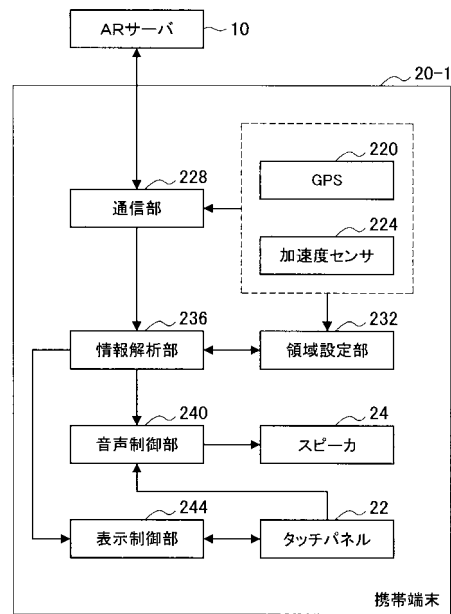 ARサーバ
10
20-1
220
GPS
228
通信部
224
加速度センサ
236
情報解析部
232
領域設定部
240
音声制御部
24
スピーカ
244
表示制御部
22
タッチパネル
携帯端末